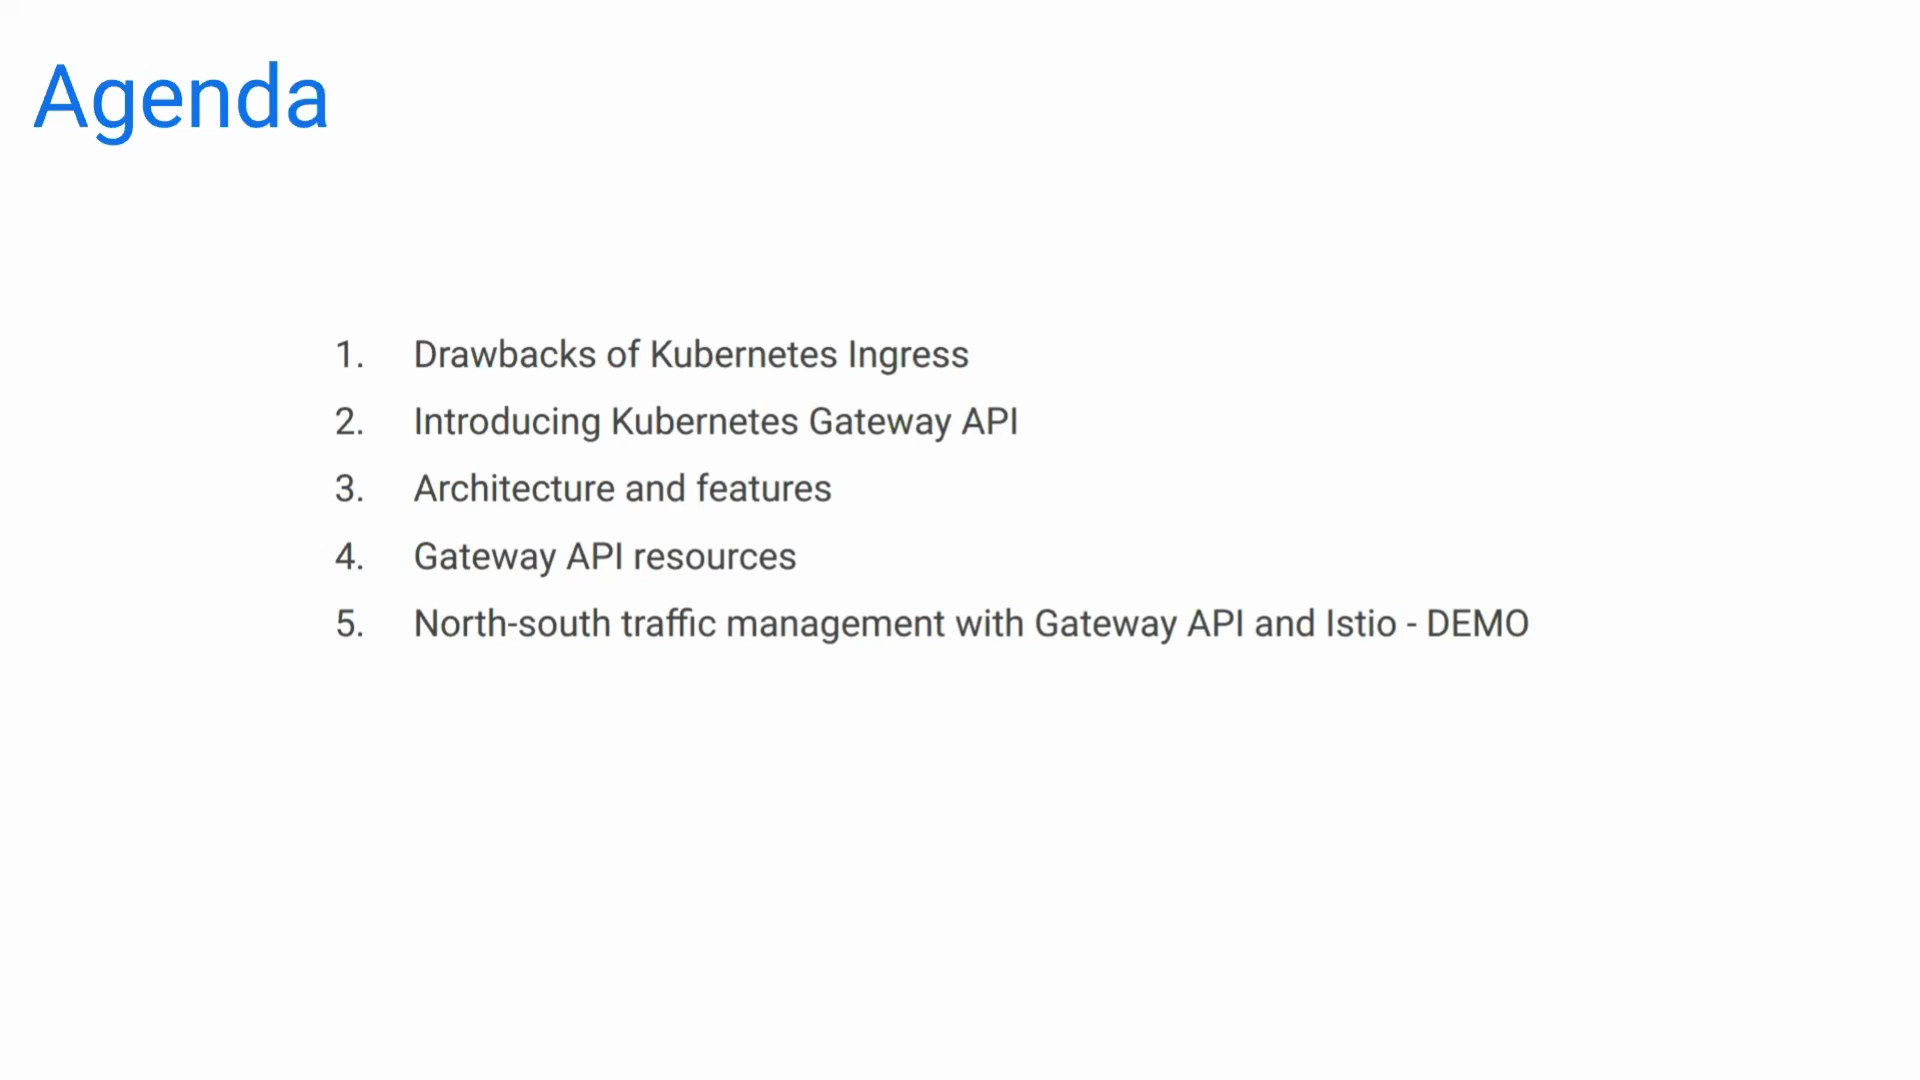 Agenda
1. Drawbacks of Kubernetes Ingress
2. Introducing Kubernetes Gateway API
3. Architecture and features
4. Gateway API resources
5. North-south traffic management with Gateway API and Istio - DEMO